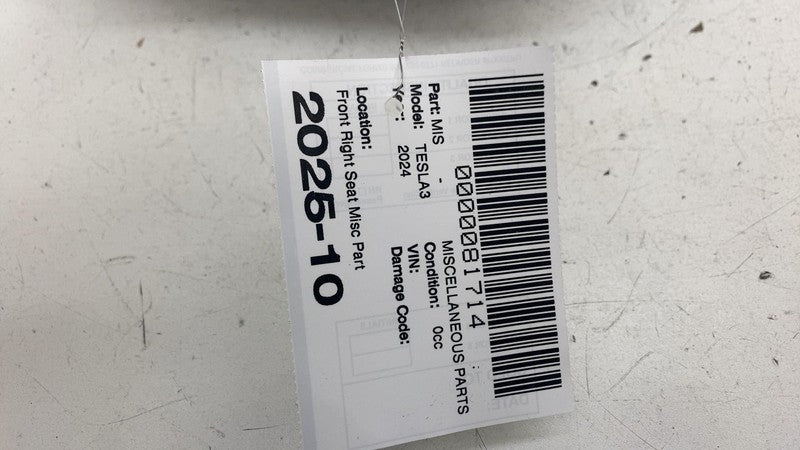 0000081714
Part: MIS - MISCELLANEOUS PARTS
Model: TESLA3 Condition: 0cc
Year: 2024 VIN:
Damage Code:
Location:
Front Right Seat Misc Part
2025-10